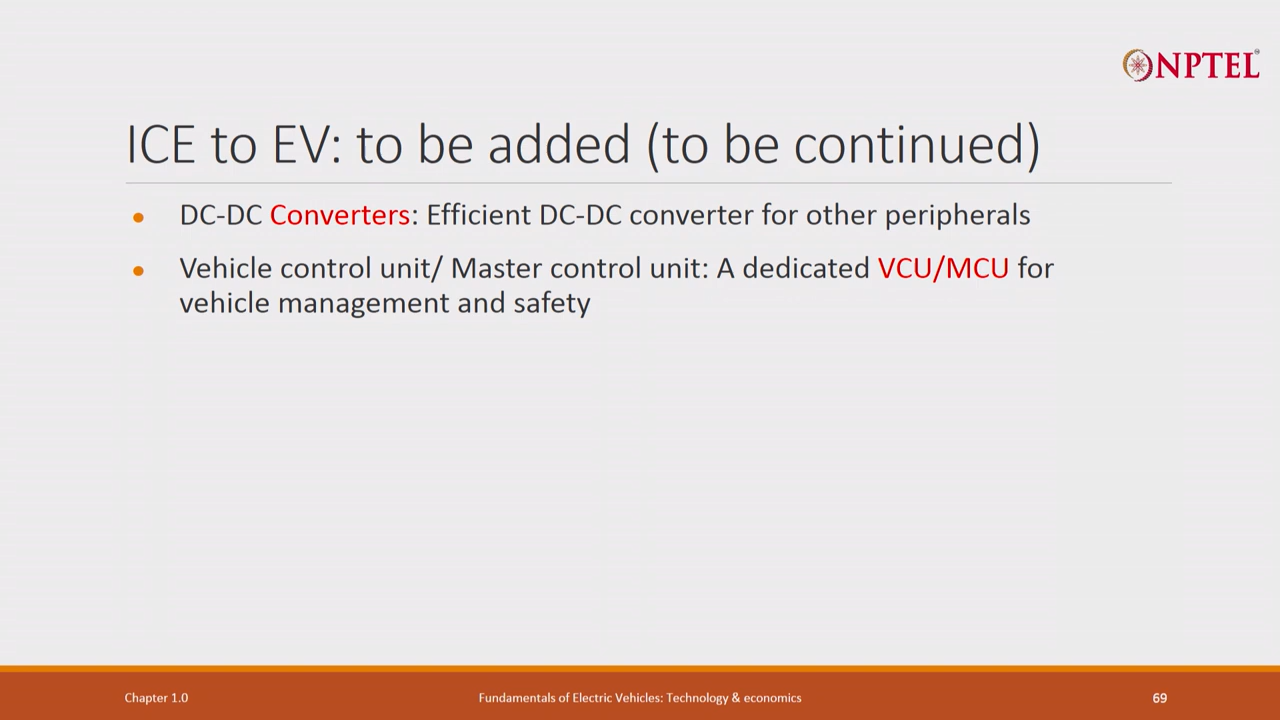 NPTEL
ICE to EV: to be added (to be continued)
DC-DC Converters: Efficient DC-DC converter for other peripherals
Vehicle control unit/ Master control unit: A dedicated VCU/MCU for
vehicle management and safety
Chapter 1.0
Fundamentals of Electric Vehicles: Technology & economics
69